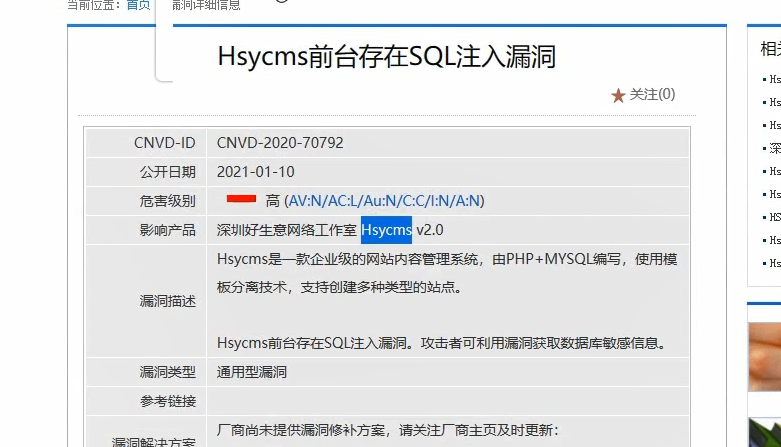 当前位置：首页
漏洞详细信息
Hsycms前台存在SQL注入漏洞
关注(0)
CNVD-ID CNVD-2020-70792
公开日期 2021-01-10
危害级别 高 (AV:N/AC:L/Au:N/C:C/I:N/A:N)
影响产品 深圳好生意网络工作室 Hsycms v2.0
漏洞描述
Hsycms是一款企业级的网站内容管理系统，由PHP+MYSQL编写，使用模
板分离技术，支持创建多种类型的站点。
Hsycms前台存在SQL注入漏洞。攻击者可利用漏洞获取数据库敏感信息。
漏洞类型 通用型漏洞
参考链接
漏洞解决方案
厂商尚未提供漏洞修补方案，请关注厂商主页及时更新：
相
Hs
Hs
Hs
深
Hs
Hs
HS
Hs
Hs